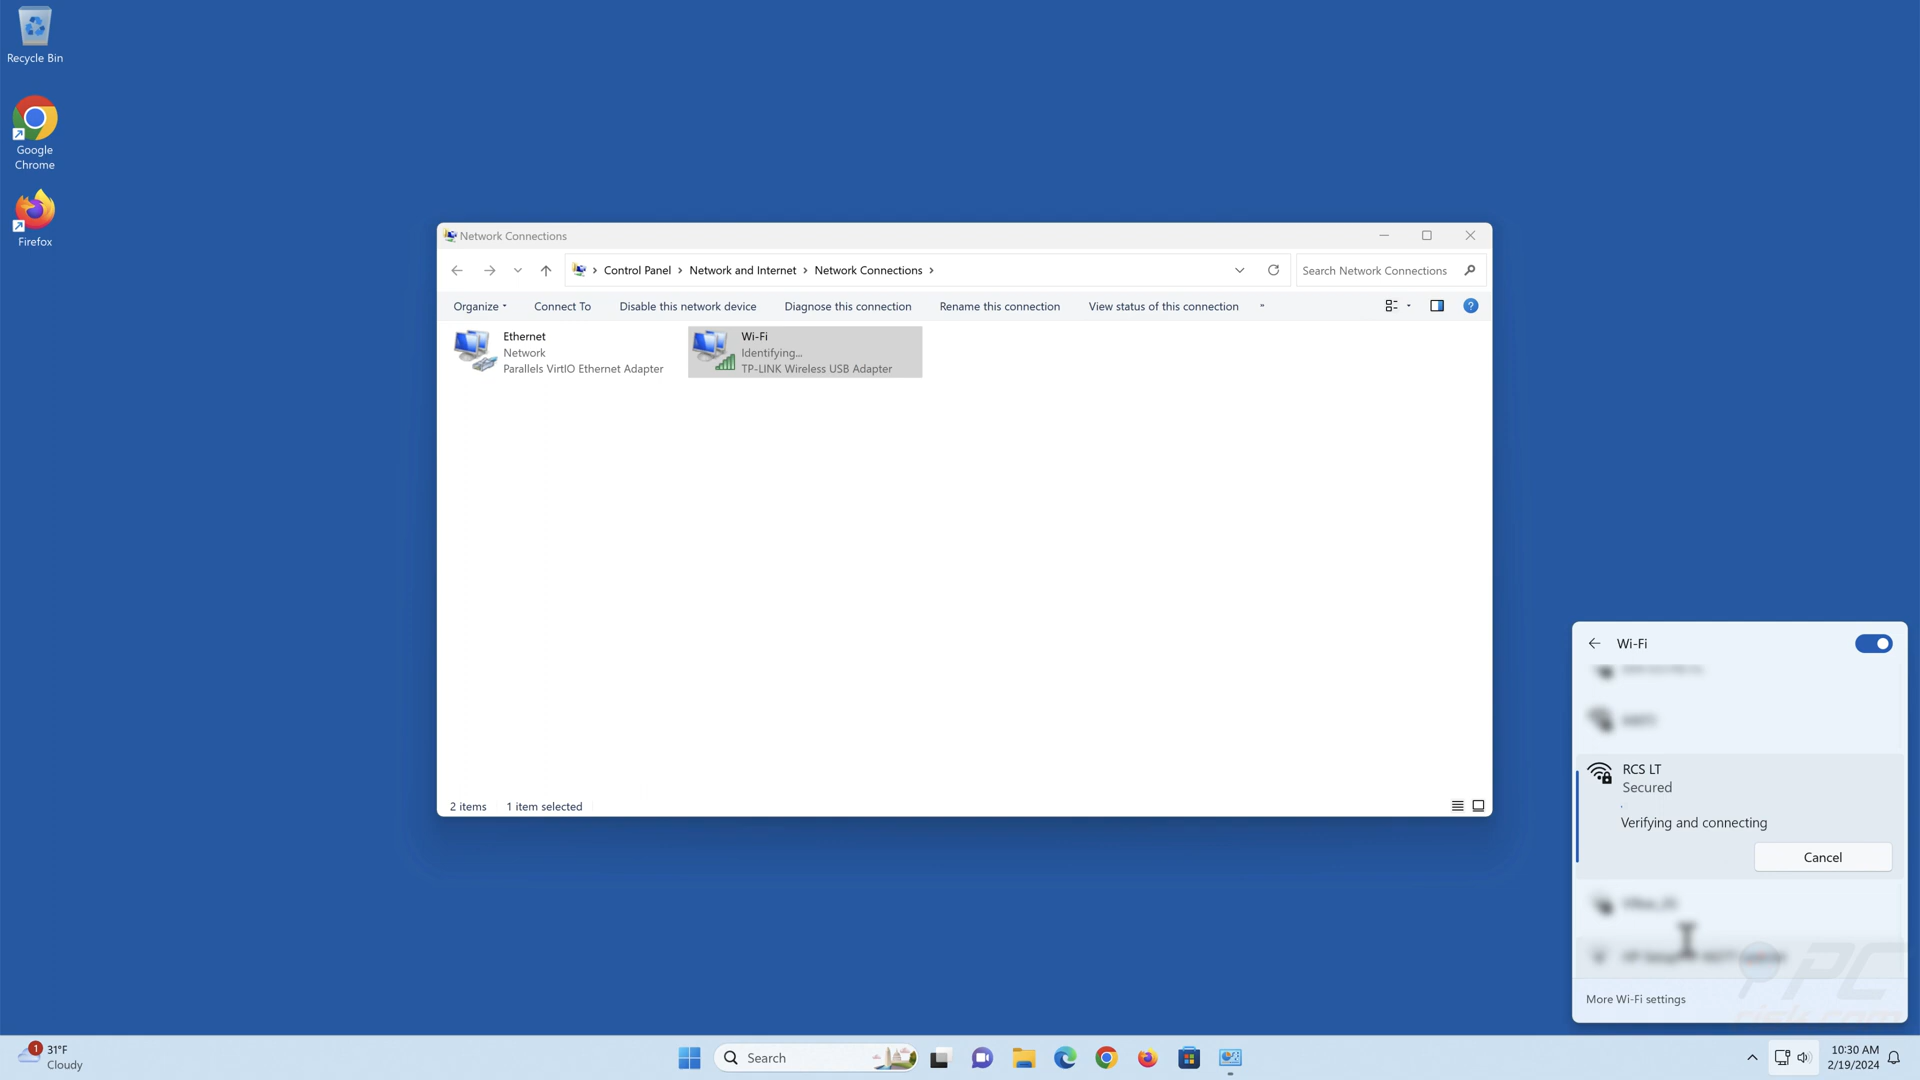 Recycle Bin
Google
Chrome
Firefox
Network Connections
Control Panel
Network and Internet
Network Connections
Search Network Connections
Organize
Connect To
Disable this network device
Diagnose this connection
Rename this connection
View status of this connection
Ethernet
Network
Parallels VirtIO Ethernet Adapter
Wi-Fi
Identifying...
TP-LINK Wireless USB Adapter
2 items
1 item selected
Wi-Fi
RCS LT
Secured
Verifying and connecting
Cancel
More Wi-Fi settings
PC
risk.com
1
31°F
Cloudy
Search
10:30 AM
2/19/2024